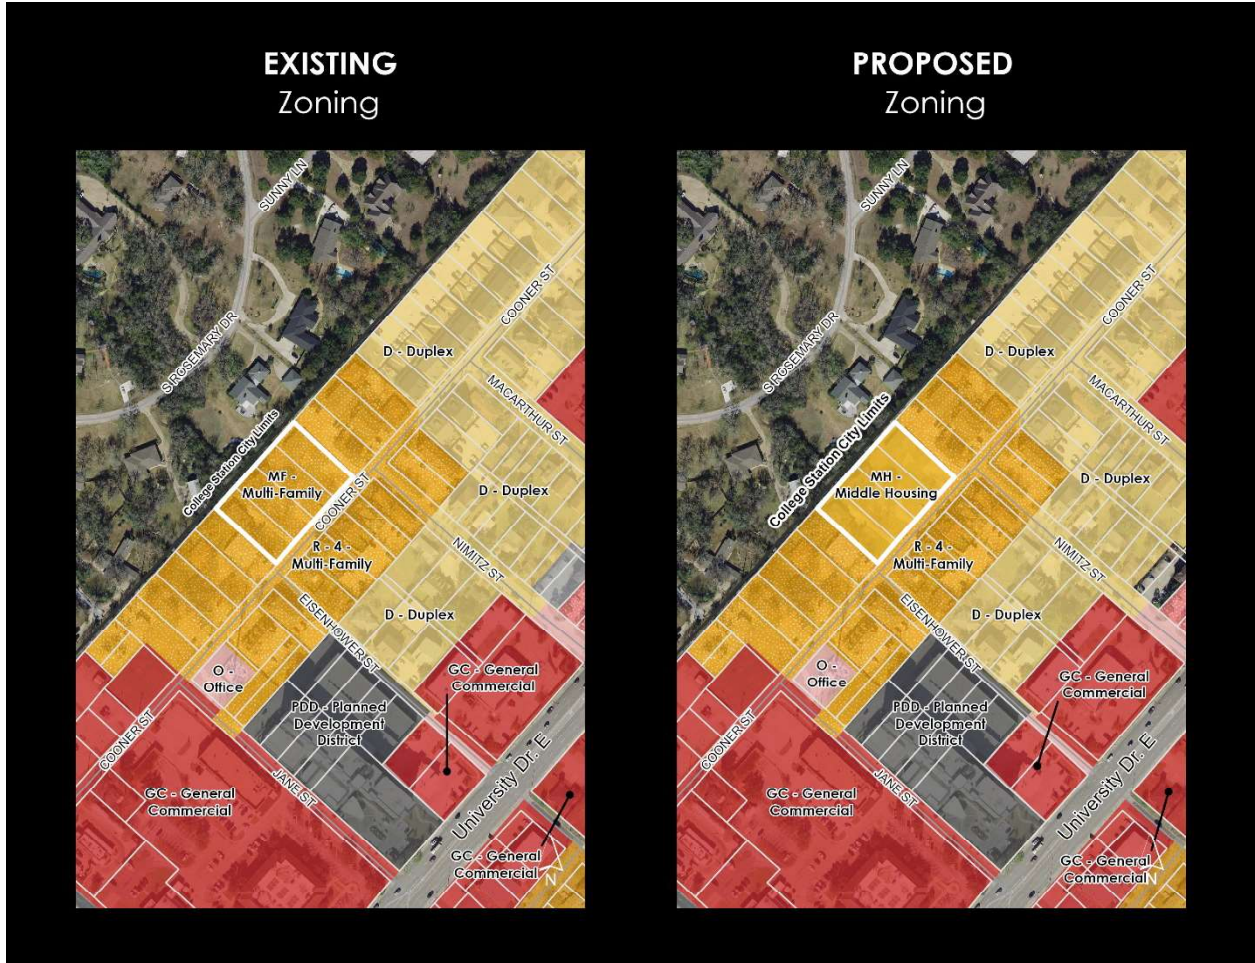 EXISTING
Zoning
SUNNY LN
COONER ST
S ROSEMARY DR
D - Duplex
MACARTHUR ST
College Station City Limits
MF -
Multi-Family
COONER ST
D - Duplex
R - 4 -
Multi-Family
NIMITZ ST
EISENHOWER ST
D - Duplex
O -
Office
GC - General
Commercial
PDD - Planned
Development
District
COONER ST
JANE ST
University Dr. E
GC - General
Commercial
GC - General
Commercial
N
PROPOSED
Zoning
SUNNY LN
COONER ST
S ROSEMARY DR
D - Duplex
MACARTHUR ST
College Station City Limits
MH -
Middle Housing
D - Duplex
R - 4 -
Multi-Family
NIMITZ ST
EISENHOWER ST
D - Duplex
O -
Office
GC - General
Commercial
PDD - Planned
Development
District
COONER ST
JANE ST
University Dr. E
GC - General
Commercial
GC - General
Commercial
N